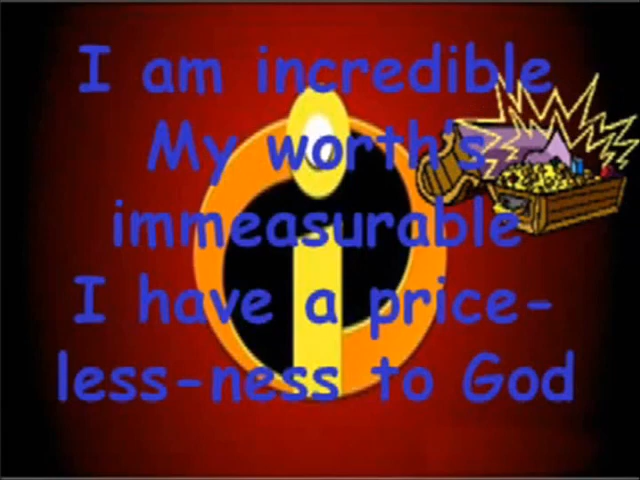 I am incredible
My worth's
immeasurable
I have a price-
less-ness to God